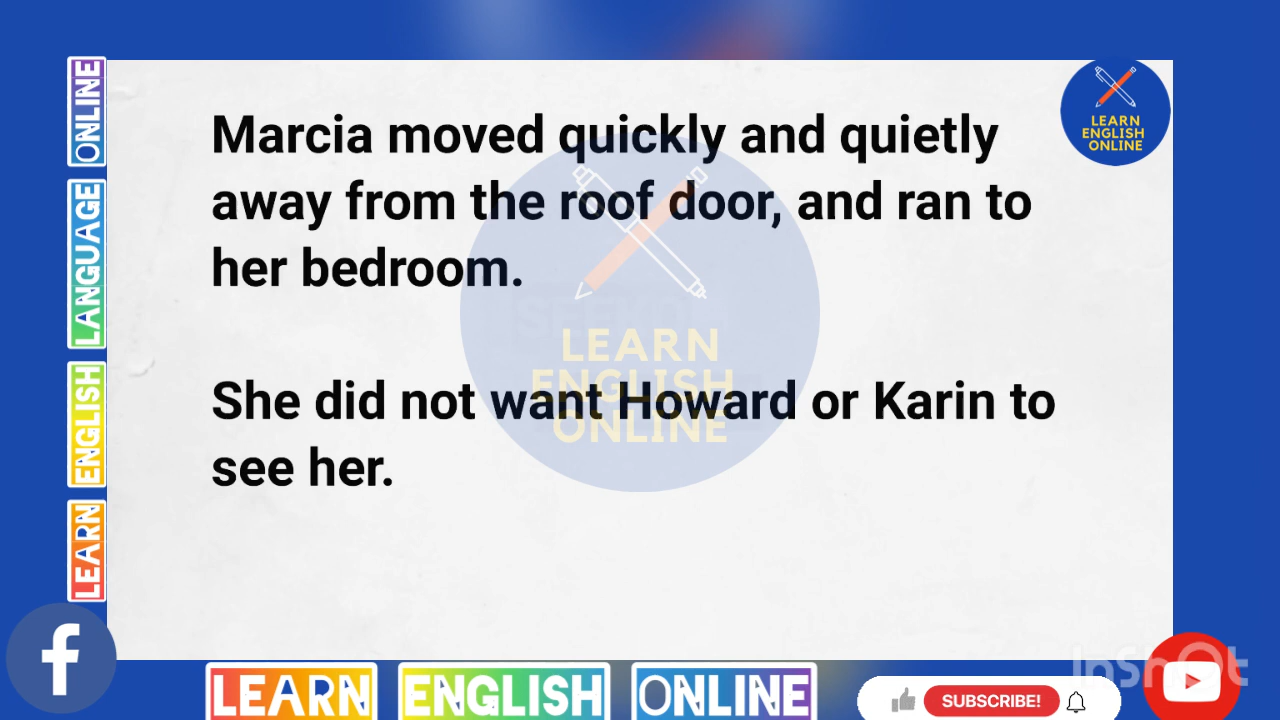 Marcia moved quickly and quietly
away from the roof door, and ran to
her bedroom.
She did not want Howard or Karin to
see her.
LEARN
ENGLISH
ONLINE
LEARN
ENGLISH
ONLINE
LEARN ENGLISH LANGUAGE ONLINE
LEARN ENGLISH ONLINE
SUBSCRIBE!
InShOt